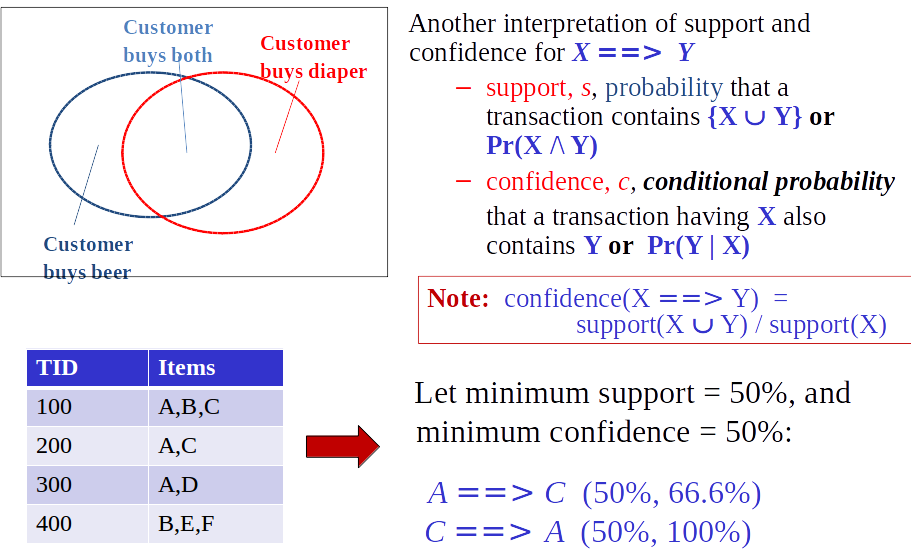 Customer
buys both
Customer
buys diaper
Customer
buys beer
Another interpretation of support and
confidence for X ==> Y
– support, s, probability that a
transaction contains {X ∪ Y} or
Pr(X /\ Y)
– confidence, c, conditional probability
that a transaction having X also
contains Y or Pr(Y | X)
Note: confidence(X ==> Y) =
support(X ∪ Y) / support(X)
TID Items
100 A,B,C
200 A,C
300 A,D
400 B,E,F
Let minimum support = 50%, and
minimum confidence = 50%:
A ==> C (50%, 66.6%)
C ==> A (50%, 100%)